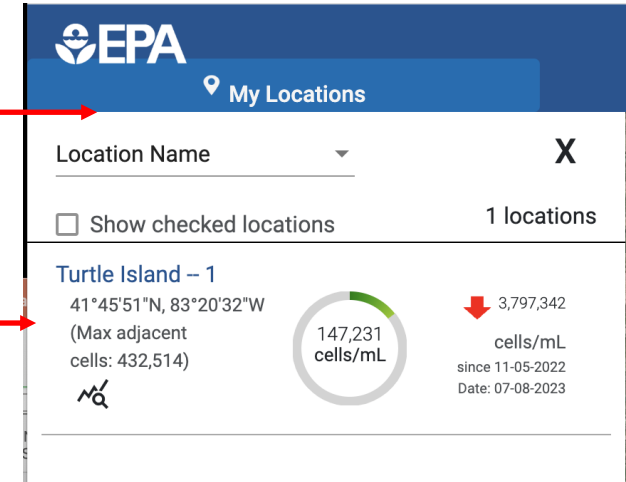 EPA
My Locations
Location Name
X
Show checked locations
1 locations
Turtle Island -- 1
41°45'51"N, 83°20'32"W
(Max adjacent
cells: 432,514)
147,231
cells/mL
3,797,342
cells/mL
since 11-05-2022
Date: 07-08-2023